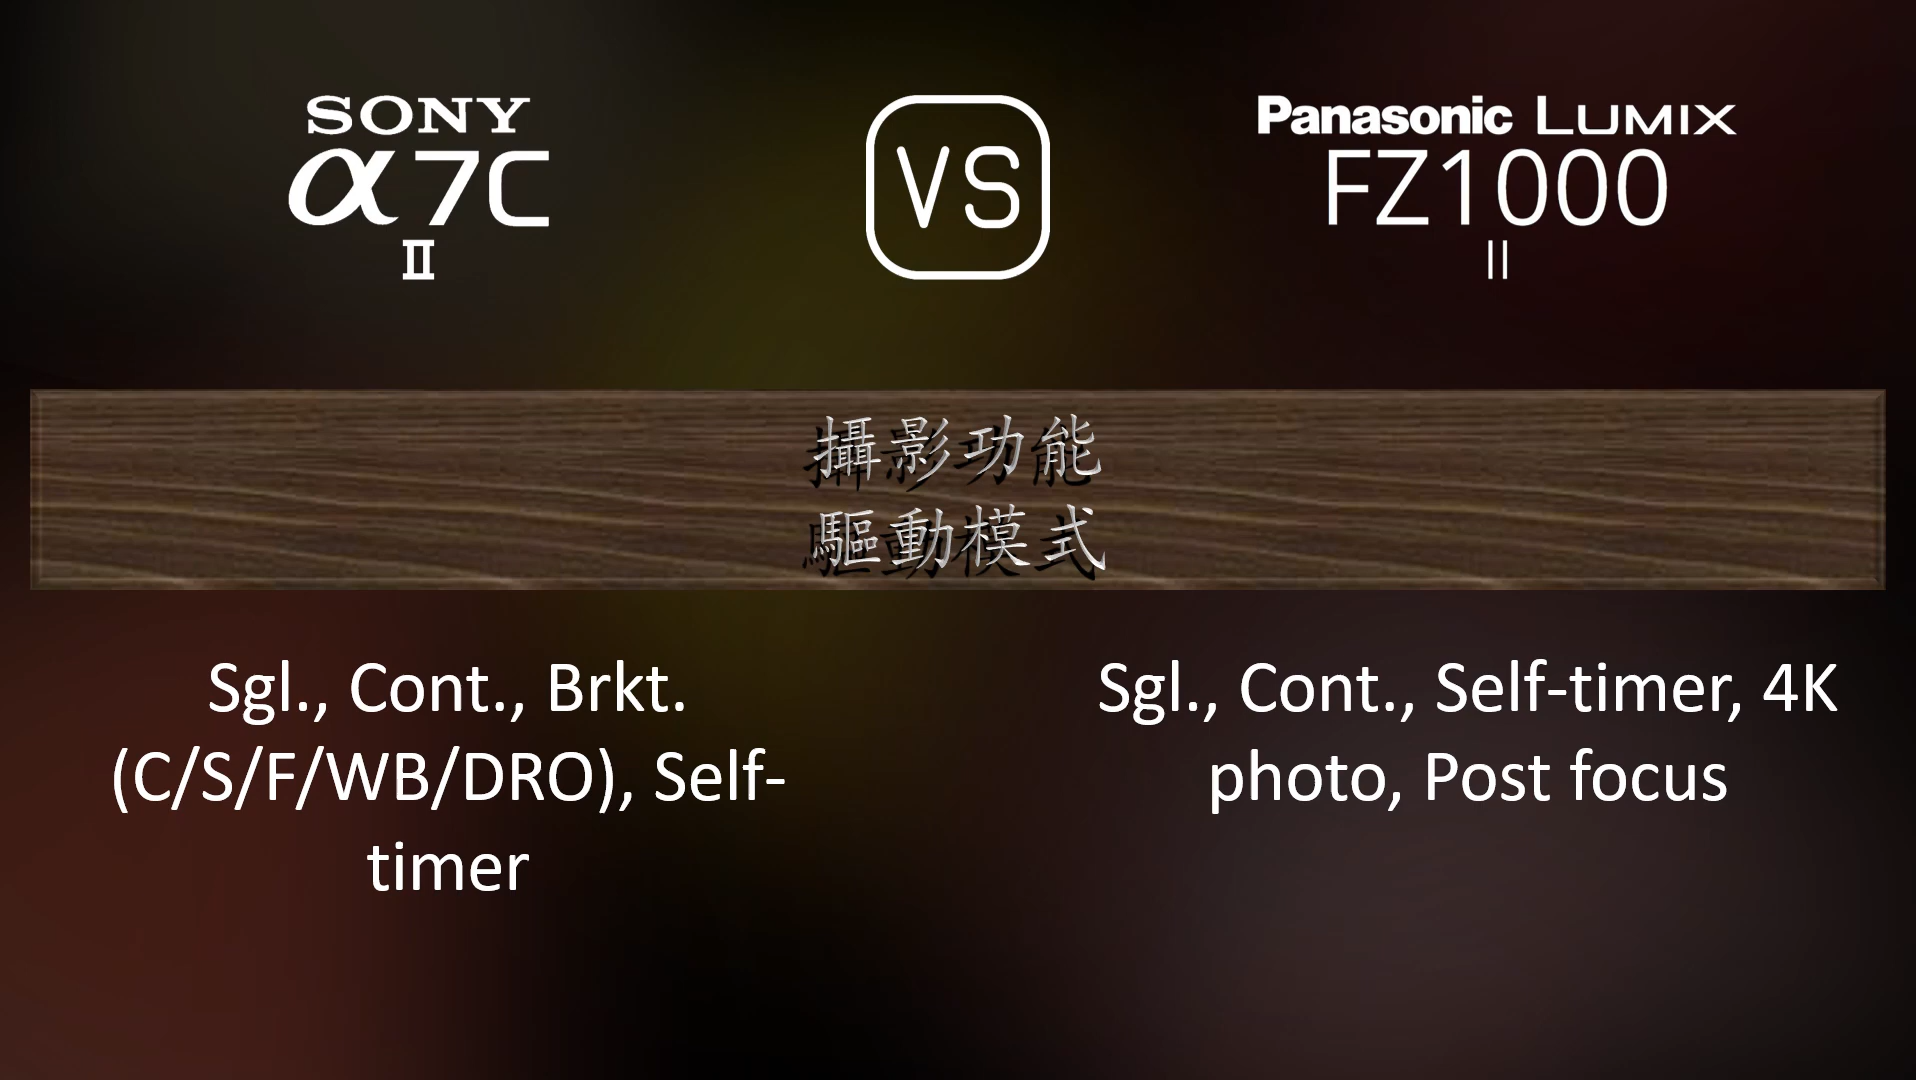 SONY
α7C
II
VS
Panasonic LUMIX
FZ1000
II
攝影功能
驅動模式
Sgl., Cont., Brkt.
(C/S/F/WB/DRO), Self-
timer
Sgl., Cont., Self-timer, 4K
photo, Post focus